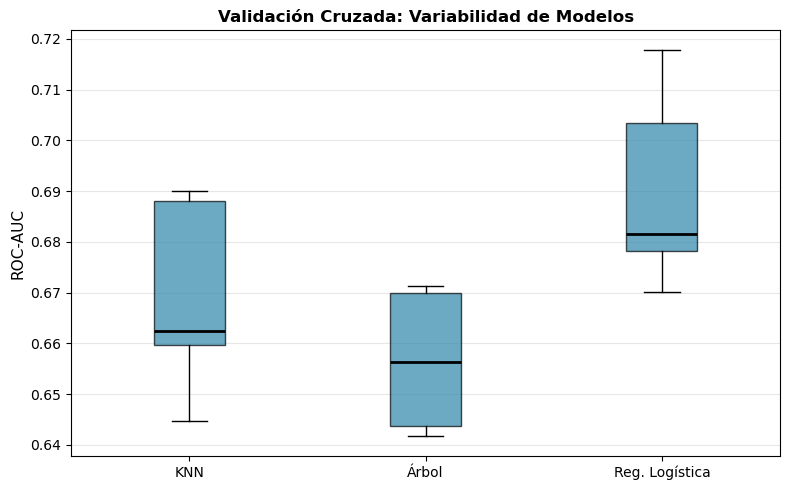 Validación Cruzada: Variabilidad de Modelos
ROC-AUC
0.72
0.71
0.70
0.69
0.68
0.67
0.66
0.65
0.64
KNN
Árbol
Reg. Logística